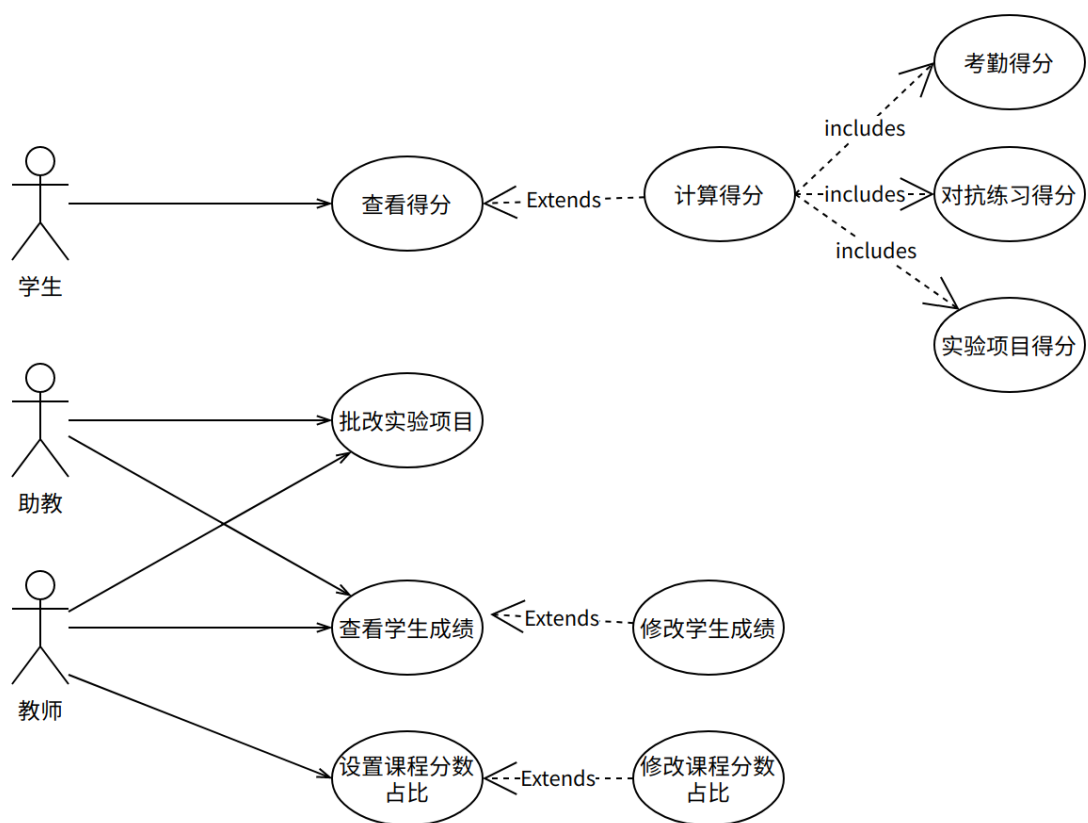 考勤得分
includes
学生
查看得分
Extends
计算得分
includes
对抗练习得分
includes
实验项目得分
助教
批改实验项目
教师
查看学生成绩
Extends
修改学生成绩
设置课程分数
占比
Extends
修改课程分数
占比